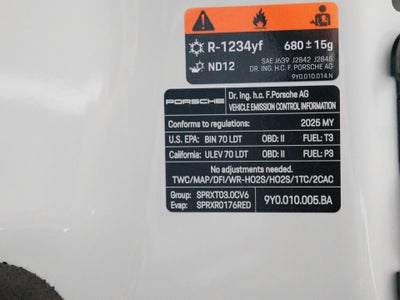 R-1234yf 680 ± 15g
ND12
SAE J639 J2842 J2845
DR. ING. H.C. F. PORSCHE AG
9Y0.010.014.N
PORSCHE
Dr. Ing. h.c. F.Porsche AG
VEHICLE EMISSION CONTROL INFORMATION
Conforms to regulations: 2025 MY
U.S. EPA: BIN 70 LDT OBD: II FUEL: T3
California: ULEV 70 LDT OBD: II FUEL: P3
No adjustments needed.
TWC/MAP/DFI/WR-HO2S/HO2S/1TC/2CAC
Group: SPRXT03.0CV6
Evap: SPRXR0176RED
9Y0.010.005.BA